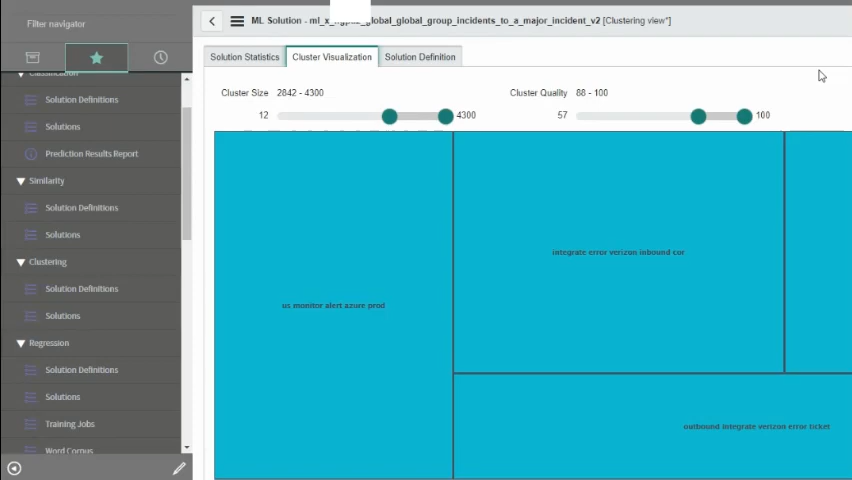 Filter navigator
Solution Definitions
Solutions
Prediction Results Report
Similarity
Solution Definitions
Solutions
Clustering
Solution Definitions
Solutions
Regression
Solution Definitions
Solutions
Training Jobs
Word Corpus
ML Solution - global_global_group_incidents_to_a_major_incident_v2 [Clustering view*]
Solution Statistics
Cluster Visualization
Solution Definition
Cluster Size 2842 - 4300
12 4300
Cluster Quality 88 - 100
57 100
us monitor alert azure prod
integrate error verizon inbound cor
outbound integrate verizon error ticket